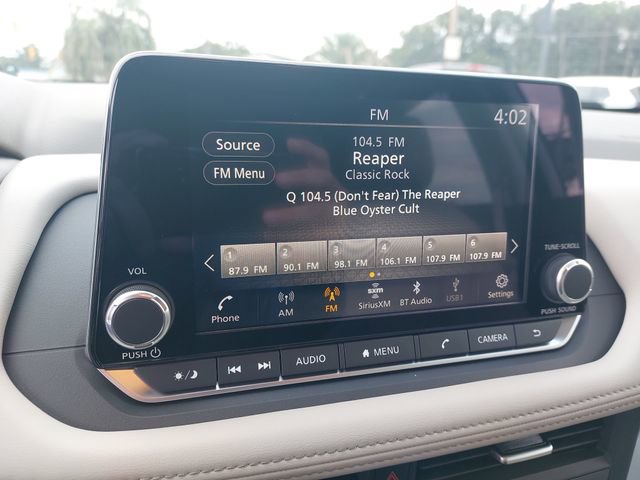 FM
4:02
Source
FM Menu
104.5 FM
Reaper
Classic Rock
Q 104.5 (Don't Fear) The Reaper
Blue Oyster Cult
1 2 3 4 5 6
87.9 FM 90.1 FM 98.1 FM 106.1 FM 107.9 FM 107.9 FM
Phone
AM
FM
sxm
SiriusXM
BT Audio
USB1
Settings
VOL
PUSH
TUNE·SCROLL
PUSH SOUND
AUDIO
MENU
CAMERA